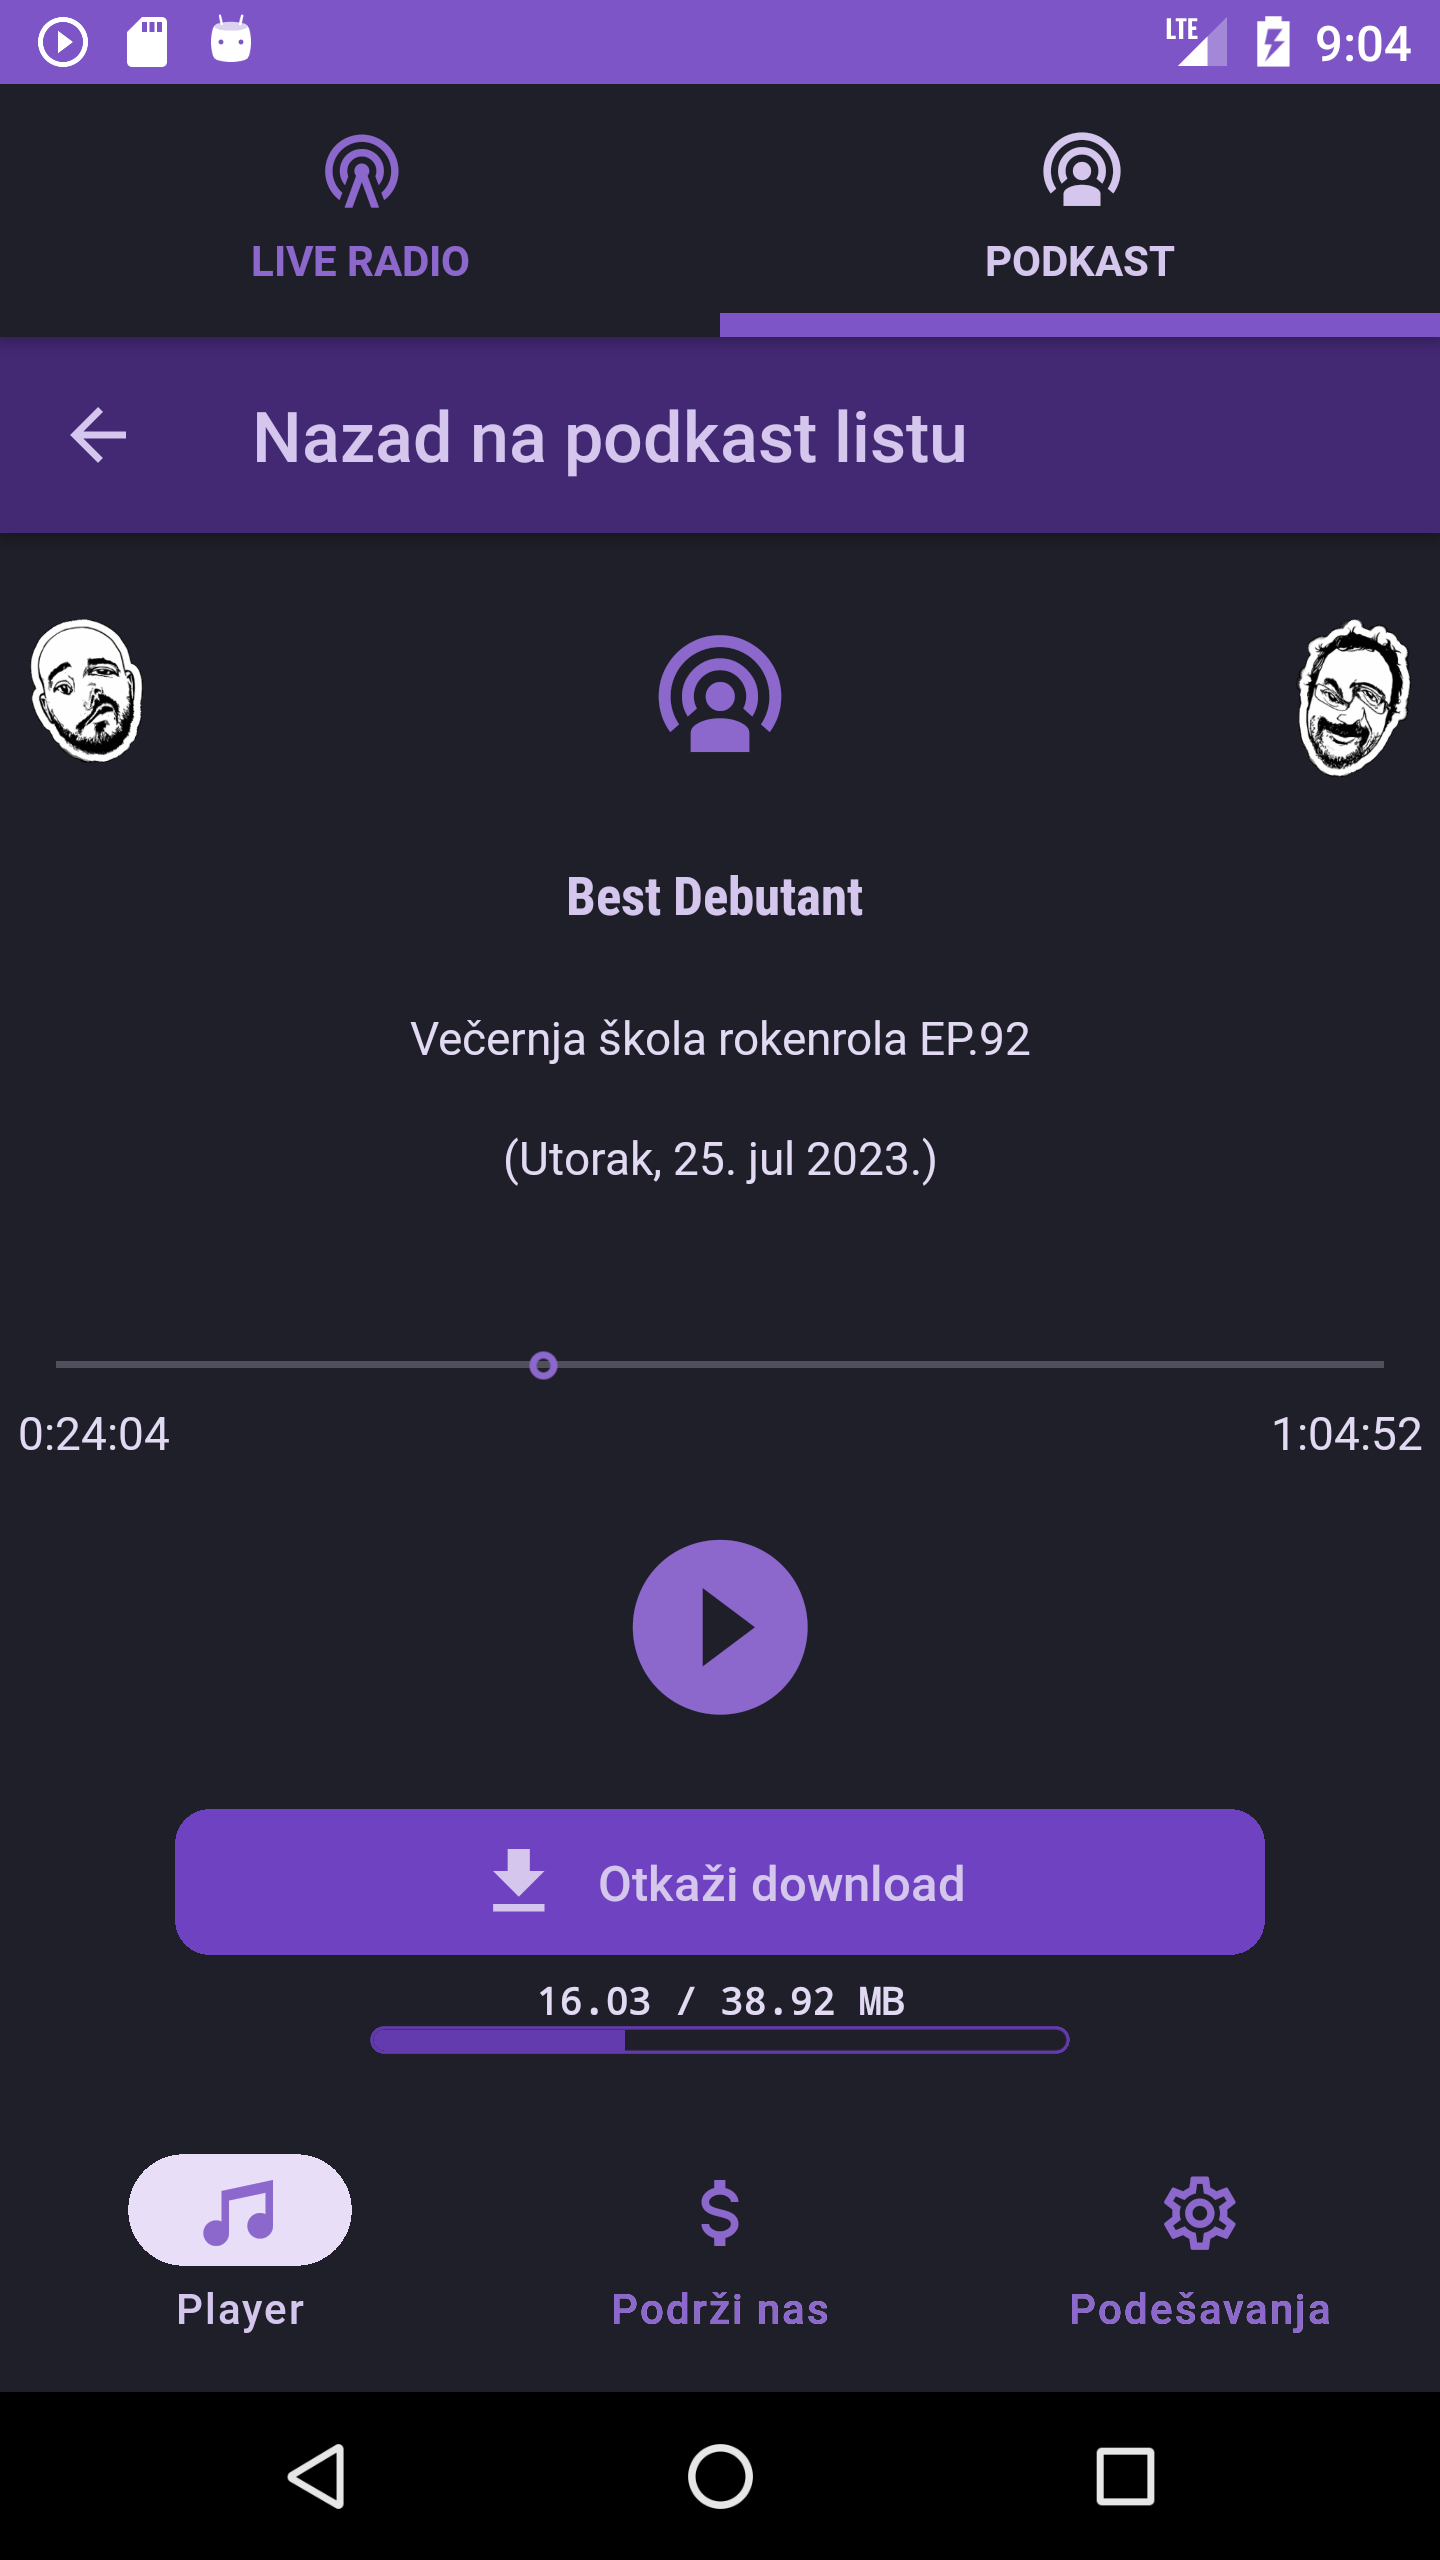 LTE 9:04
LIVE RADIO PODKAST
Nazad na podkast listu
Best Debutant
Večernja škola rokenrola EP.92
(Utorak, 25. jul 2023.)
0:24:04 1:04:52
Otkaži download
16.03 / 38.92 MB
Player Podrži nas Podešavanja